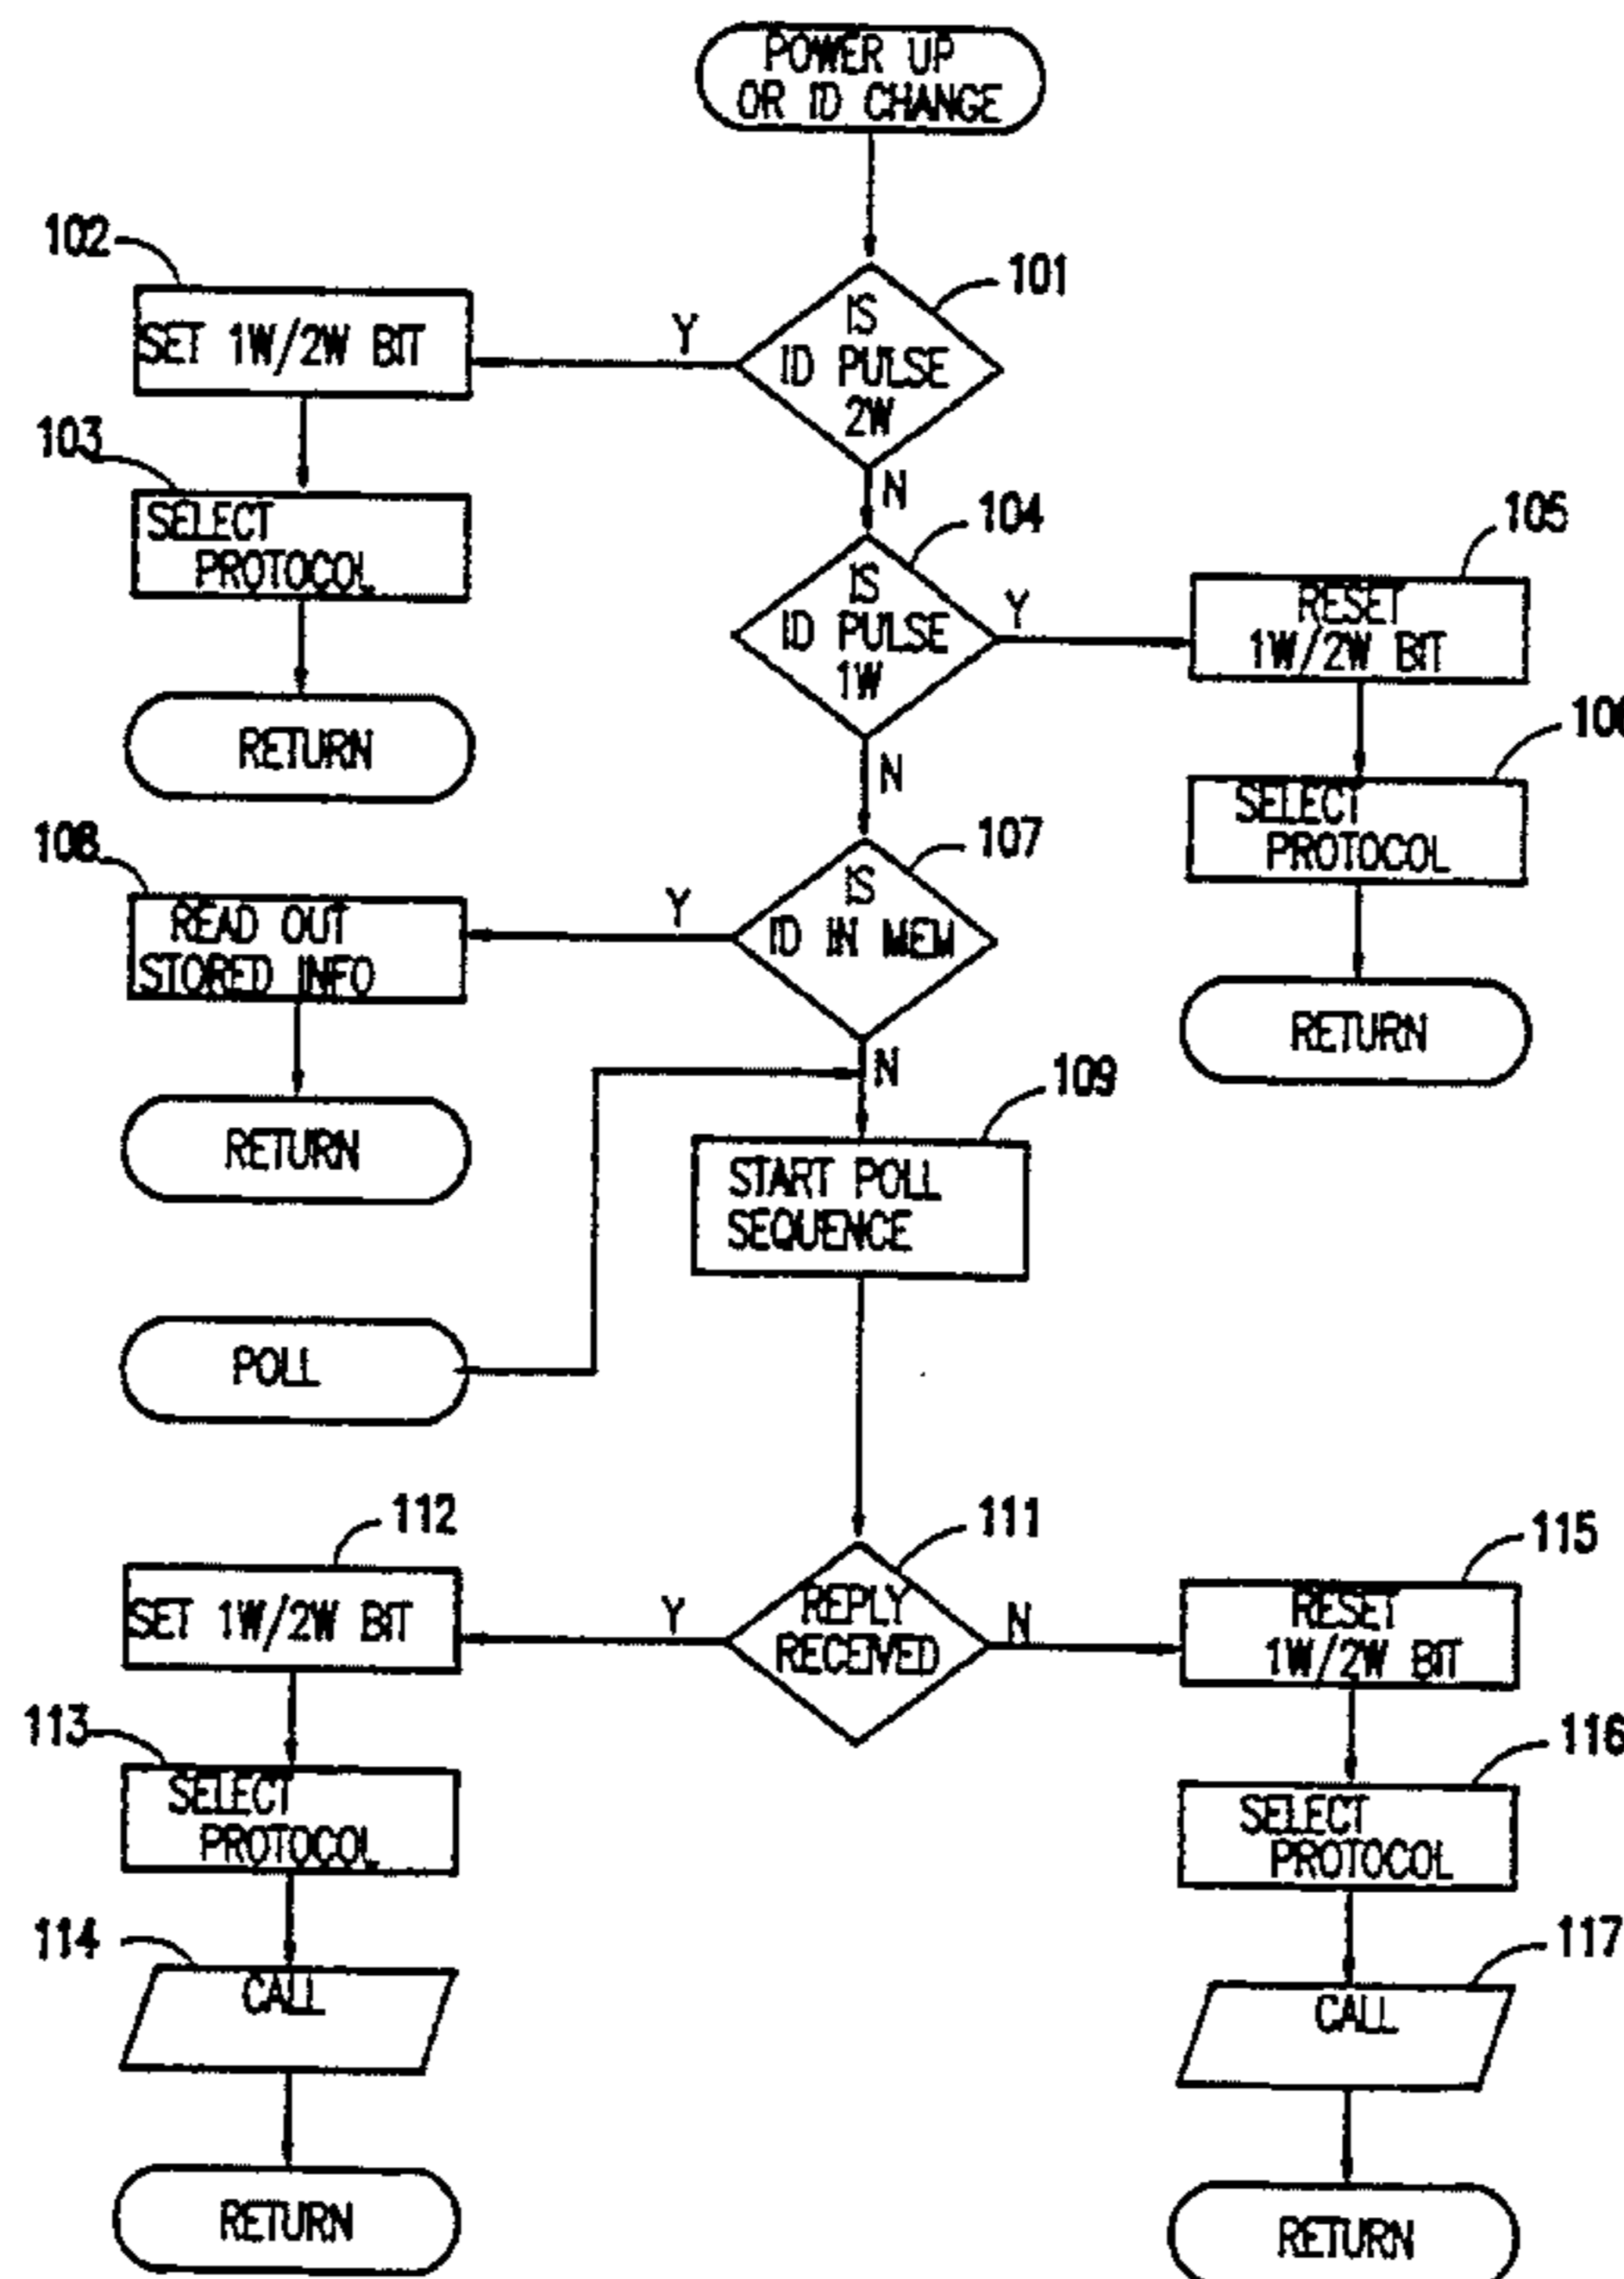 POWER UP
OR ID CHANGE
101
IS
ID PULSE
2W
Y
N
102
SET 1W/2W BIT
103
SELECT
PROTOCOL
RETURN
104
IS
ID PULSE
1W
Y
N
105
RESET
1W/2W BIT
106
SELECT
PROTOCOL
RETURN
107
IS
ID IN MEM
Y
N
108
READ OUT
STORED INFO
RETURN
109
START POLL
SEQUENCE
POLL
111
REPLY
RECEIVED
Y
N
112
SET 1W/2W BIT
113
SELECT
PROTOCOL
114
CALL
RETURN
115
RESET
1W/2W BIT
116
SELECT
PROTOCOL
117
CALL
RETURN